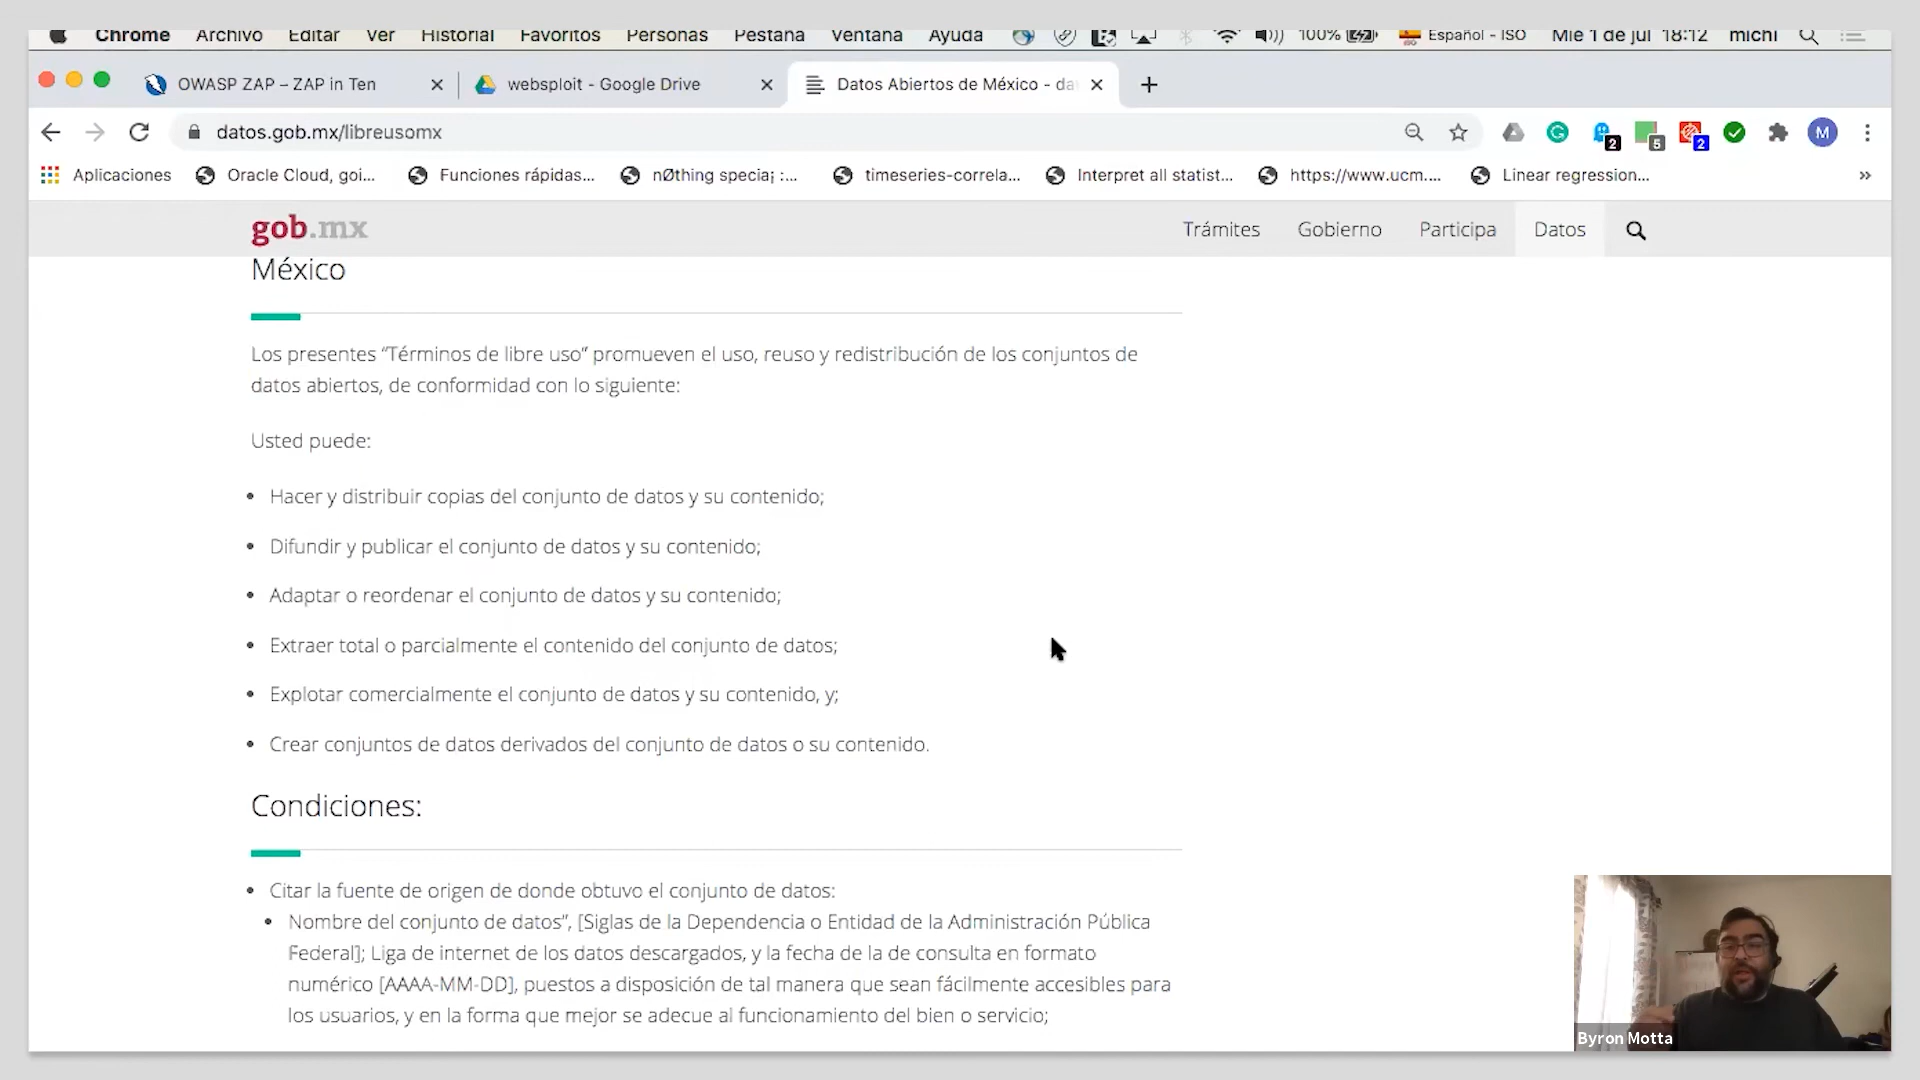 Chrome Archivo Editar Ver Historial Favoritos Personas Pestaña Ventana Ayuda 100% Español - ISO Mié 1 de jul 18:12 michi
OWASP ZAP – ZAP in Ten
websploit - Google Drive
Datos Abiertos de México - da
datos.gob.mx/libreusomx
2
5
2
M
Aplicaciones
Oracle Cloud, goi...
Funciones rápidas...
nØthing specia¡ :...
timeseries-correla...
Interpret all statist...
https://www.ucm....
Linear regression...
»
gob.mx
Trámites
Gobierno
Participa
Datos
México
Los presentes “Términos de libre uso” promueven el uso, reuso y redistribución de los conjuntos de
datos abiertos, de conformidad con lo siguiente:
Usted puede:
• Hacer y distribuir copias del conjunto de datos y su contenido;
• Difundir y publicar el conjunto de datos y su contenido;
• Adaptar o reordenar el conjunto de datos y su contenido;
• Extraer total o parcialmente el contenido del conjunto de datos;
• Explotar comercialmente el conjunto de datos y su contenido, y;
• Crear conjuntos de datos derivados del conjunto de datos o su contenido.
Condiciones:
• Citar la fuente de origen de donde obtuvo el conjunto de datos:
• Nombre del conjunto de datos”, [Siglas de la Dependencia o Entidad de la Administración Pública
Federal]; Liga de internet de los datos descargados, y la fecha de la de consulta en formato
numérico [AAAA-MM-DD], puestos a disposición de tal manera que sean fácilmente accesibles para
los usuarios, y en la forma que mejor se adecue al funcionamiento del bien o servicio;
Byron Motta